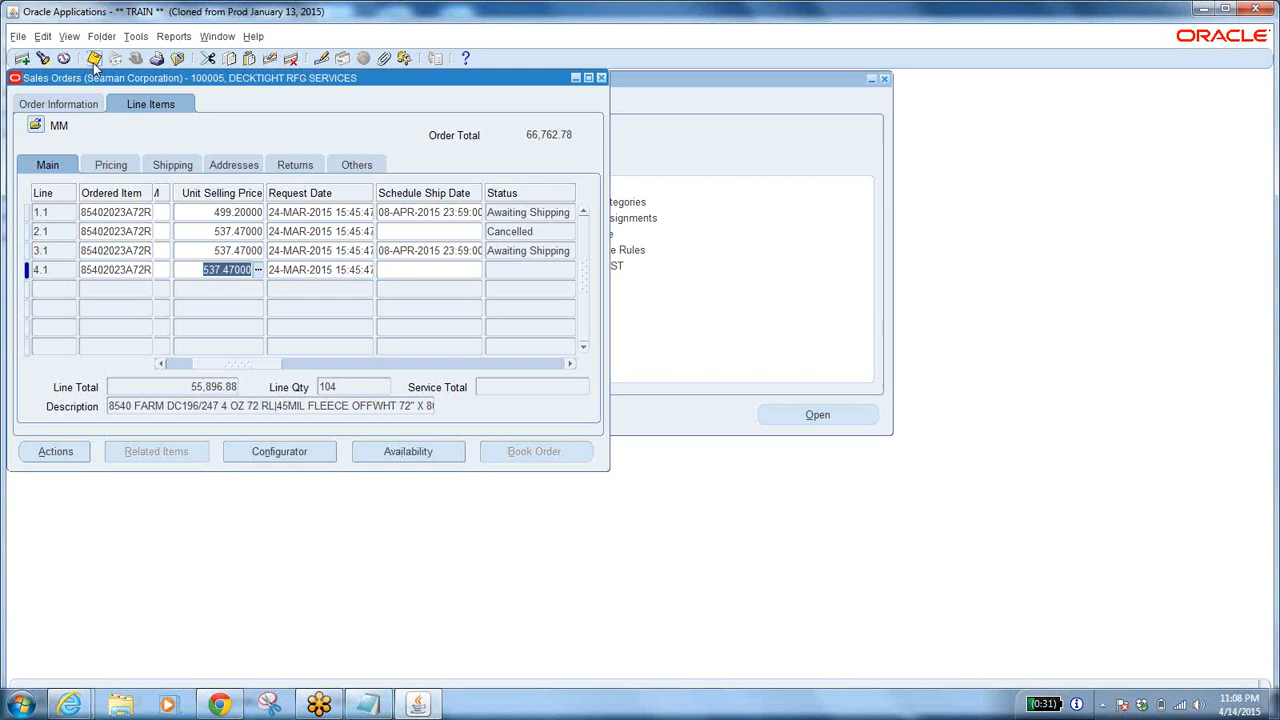 Oracle Applications - ** TRAIN ** (Cloned from Prod January 13, 2015)
File Edit View Folder Tools Reports Window Help
ORACLE
Sales Orders (Seaman Corporation) - 100005, DECKTIGHT RFG SERVICES
Order Information Line Items
MM
Order Total 66,762.78
Main Pricing Shipping Addresses Returns Others
Line Ordered Item Unit Selling Price Request Date Schedule Ship Date Status
1.1 85402023A72R 499.20000 24-MAR-2015 15:45:47 08-APR-2015 23:59:00 Awaiting Shipping
2.1 85402023A72R 537.47000 24-MAR-2015 15:45:47 Cancelled
3.1 85402023A72R 537.47000 24-MAR-2015 15:45:47 08-APR-2015 23:59:00 Awaiting Shipping
4.1 85402023A72R 537.47000 24-MAR-2015 15:45:47
Line Total 55,896.88 Line Qty 104 Service Total
Description 8540 FARM DC196/247 4 OZ 72 RL|45MIL FLEECE OFFWHT 72" X 8
Actions Related Items Configurator Availability Book Order
tegories
signments
e
e Rules
ST
Open
(0:31)
11:08 PM
4/14/2015